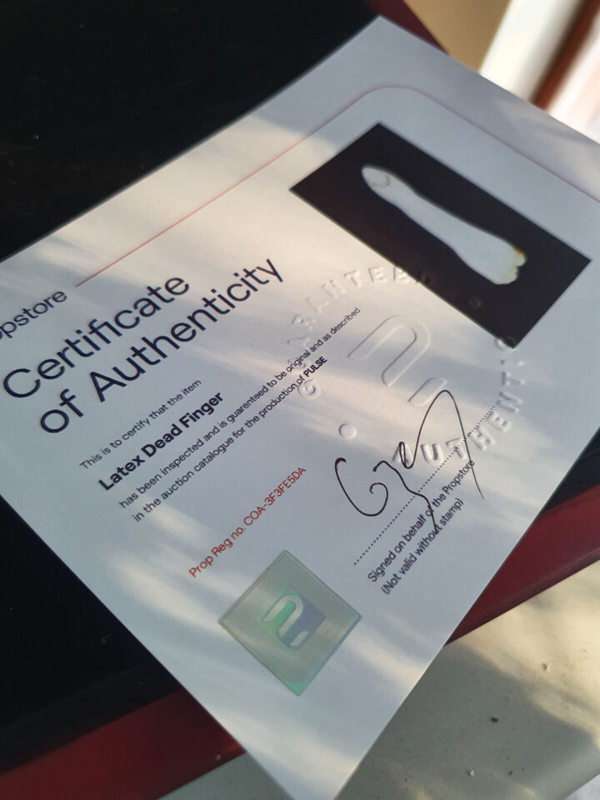 opstore
Certificate
of Authenticity
This is to certify that the item
Latex Dead Finger
has been inspected and is guarenteed to be original and as described
in the auction catalogue for the production of PULSE
Prop Reg no. COA-3F3FE5DA
GUARANTEED
AUTHENTIC
Signed on behalf of the Propstore
(Not valid without stamp)